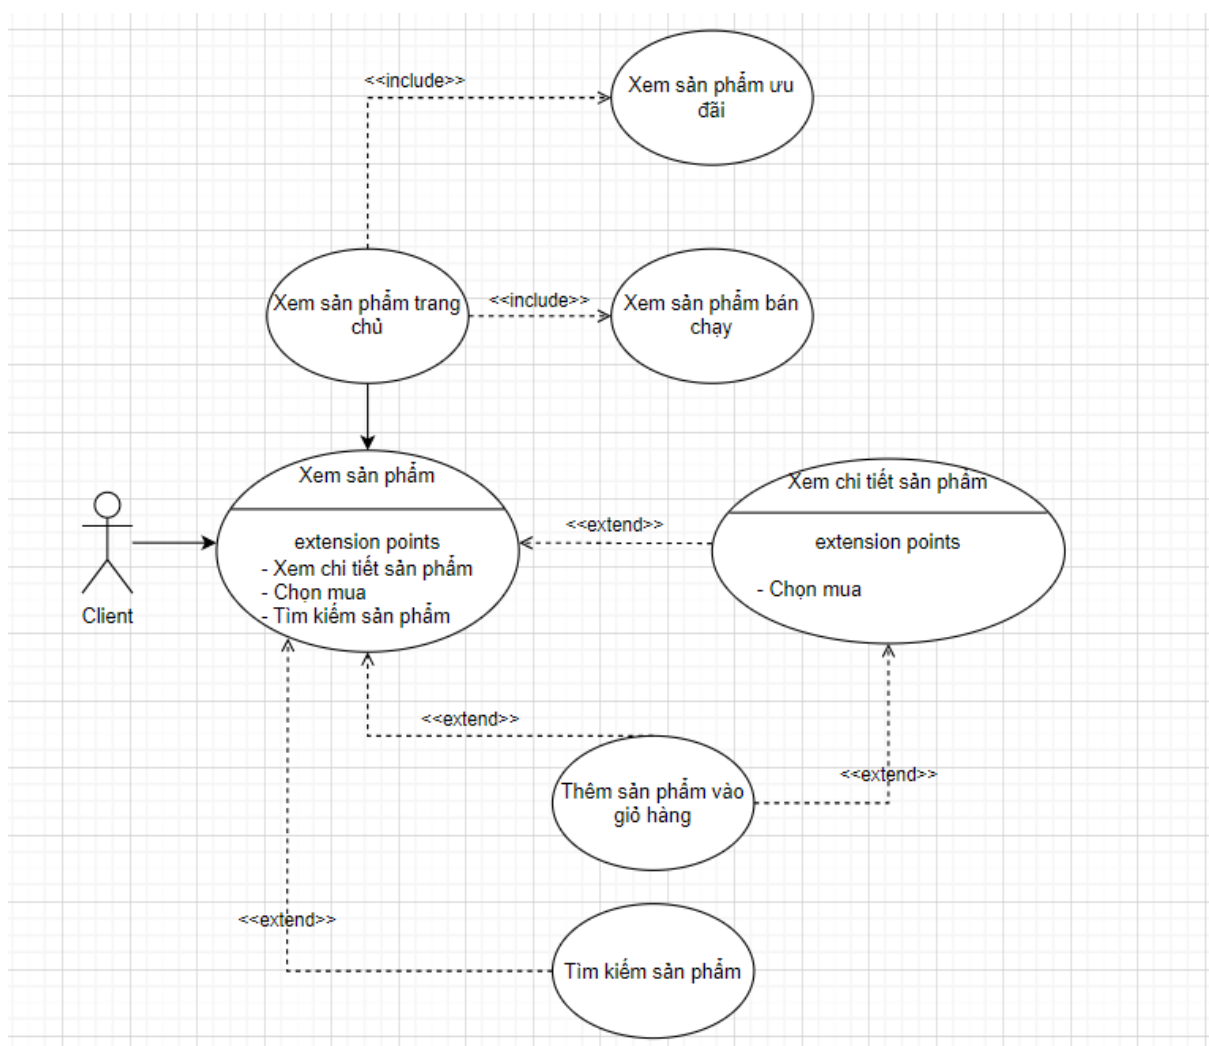 <<include>>
Xem sản phẩm ưu
đãi
Xem sản phẩm trang
chủ
<<include>>
Xem sản phẩm bán
chạy
Xem sản phẩm
extension points
- Xem chi tiết sản phẩm
- Chọn mua
- Tìm kiếm sản phẩm
Client
<<extend>>
Xem chi tiết sản phẩm
extension points
- Chọn mua
<<extend>>
Thêm sản phẩm vào
giỏ hàng
<<extend>>
<<extend>>
Tìm kiếm sản phẩm